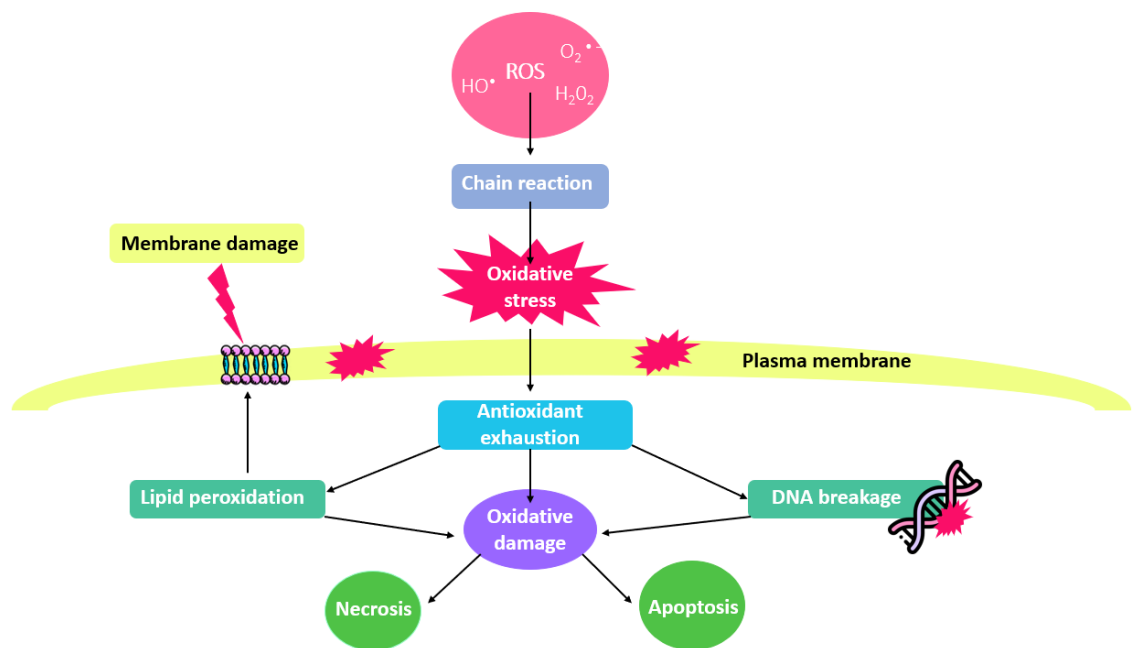 O₂•−
ROS
HO•
H₂0₂
Chain reaction
Membrane damage
Oxidative
stress
Plasma membrane
Antioxidant
exhaustion
Lipid peroxidation
DNA breakage
Oxidative
damage
Necrosis
Apoptosis